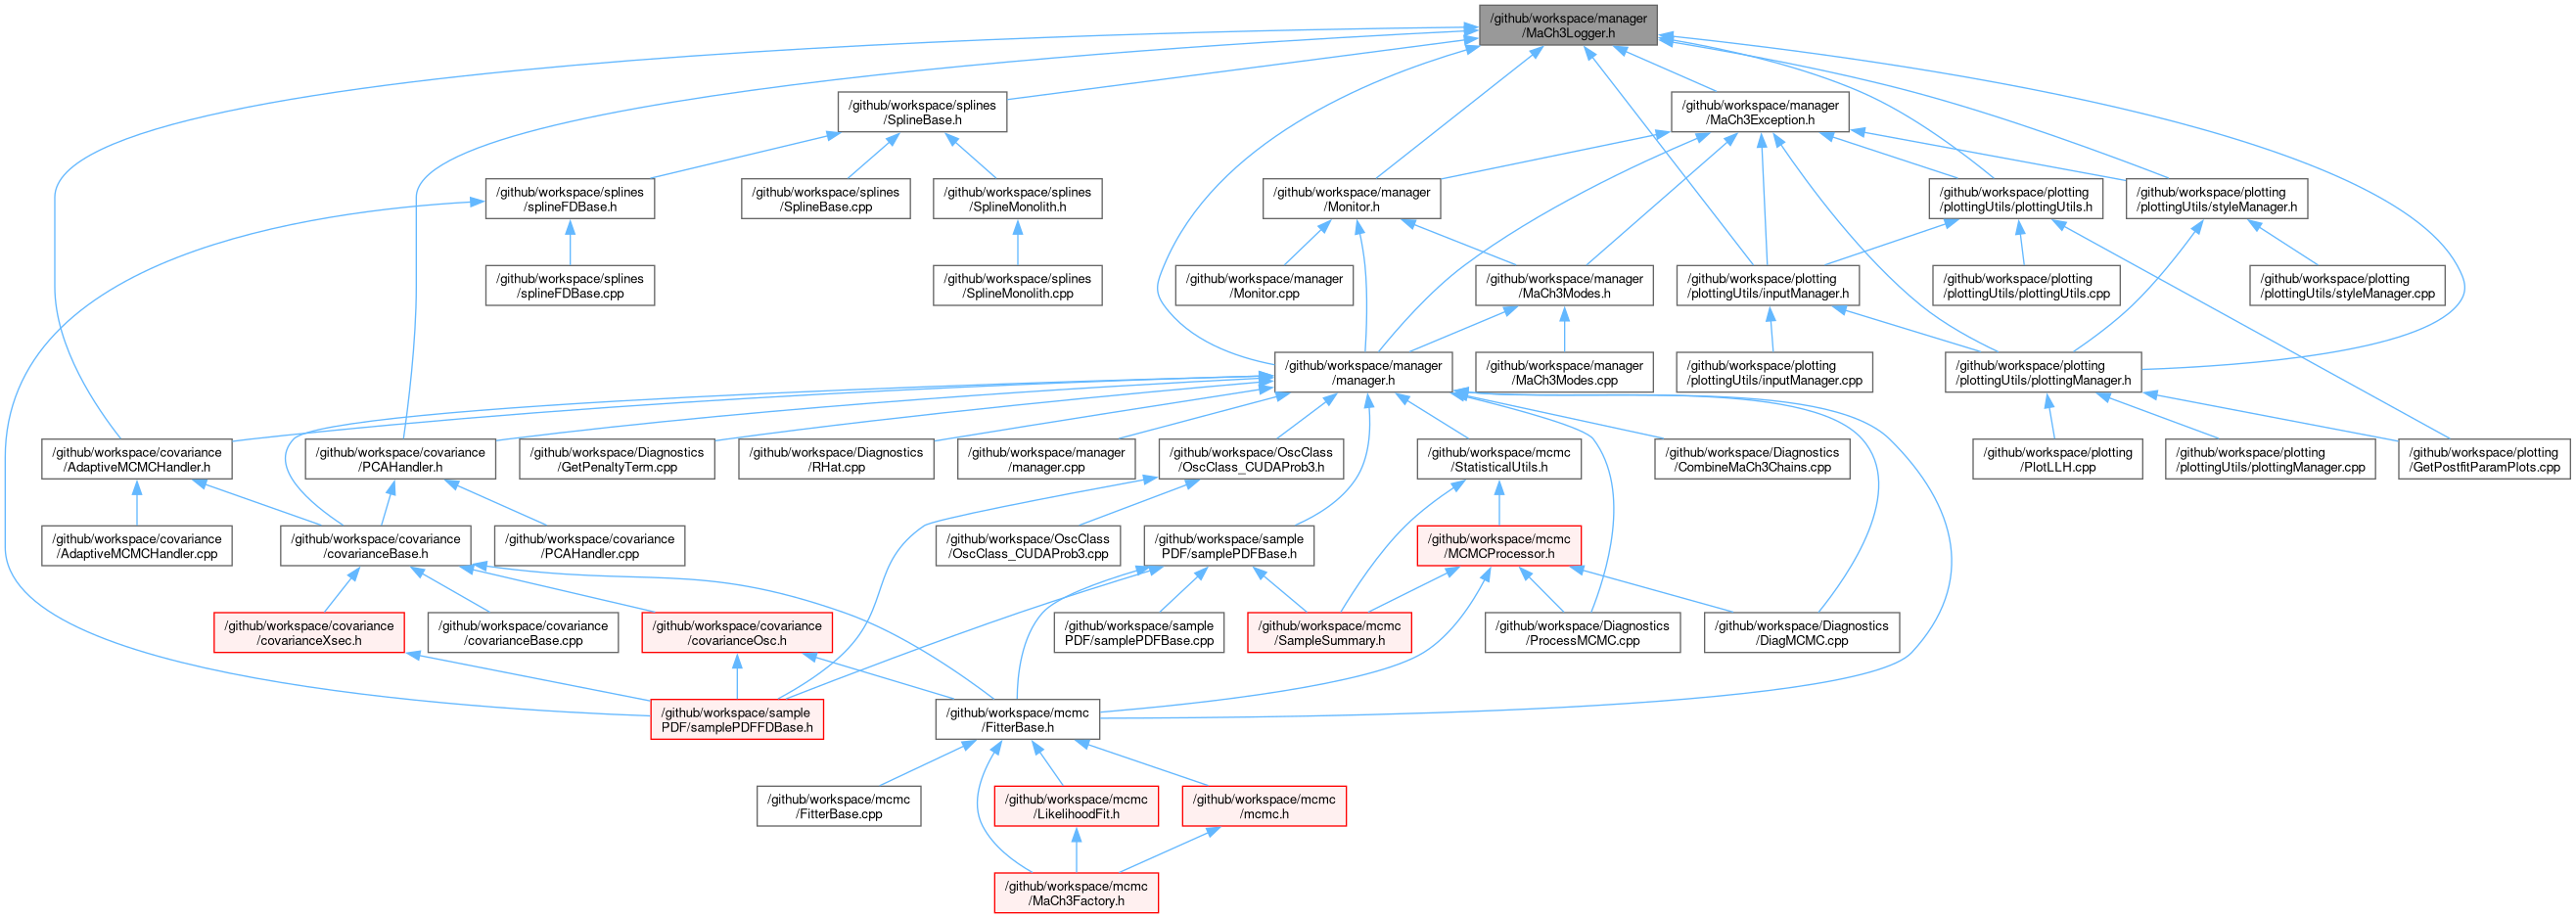 /github/workspace/manager
/MaCh3Logger.h
/github/workspace/splines
/SplineBase.h
/github/workspace/manager
/MaCh3Exception.h
/github/workspace/splines
/splineFDBase.h
/github/workspace/splines
/SplineBase.cpp
/github/workspace/splines
/SplineMonolith.h
/github/workspace/manager
/Monitor.h
/github/workspace/plotting
/plottingUtils/plottingUtils.h
/github/workspace/plotting
/plottingUtils/styleManager.h
/github/workspace/splines
/splineFDBase.cpp
/github/workspace/splines
/SplineMonolith.cpp
/github/workspace/manager
/Monitor.cpp
/github/workspace/manager
/MaCh3Modes.h
/github/workspace/plotting
/plottingUtils/inputManager.h
/github/workspace/plotting
/plottingUtils/plottingUtils.cpp
/github/workspace/plotting
/plottingUtils/styleManager.cpp
/github/workspace/manager
/manager.h
/github/workspace/manager
/MaCh3Modes.cpp
/github/workspace/plotting
/plottingUtils/inputManager.cpp
/github/workspace/plotting
/plottingUtils/plottingManager.h
/github/workspace/covariance
/AdaptiveMCMCHandler.h
/github/workspace/covariance
/PCAHandler.h
/github/workspace/Diagnostics
/GetPenaltyTerm.cpp
/github/workspace/Diagnostics
/RHat.cpp
/github/workspace/manager
/manager.cpp
/github/workspace/OscClass
/OscClass_CUDAProb3.h
/github/workspace/mcmc
/StatisticalUtils.h
/github/workspace/Diagnostics
/CombineMaCh3Chains.cpp
/github/workspace/plotting
/PlotLLH.cpp
/github/workspace/plotting
/plottingUtils/plottingManager.cpp
/github/workspace/plotting
/GetPostfitParamPlots.cpp
/github/workspace/covariance
/AdaptiveMCMCHandler.cpp
/github/workspace/covariance
/covarianceBase.h
/github/workspace/covariance
/PCAHandler.cpp
/github/workspace/OscClass
/OscClass_CUDAProb3.cpp
/github/workspace/sample
PDF/samplePDFBase.h
/github/workspace/mcmc
/MCMCProcessor.h
/github/workspace/covariance
/covarianceXsec.h
/github/workspace/covariance
/covarianceBase.cpp
/github/workspace/covariance
/covarianceOsc.h
/github/workspace/sample
PDF/samplePDFBase.cpp
/github/workspace/mcmc
/SampleSummary.h
/github/workspace/Diagnostics
/ProcessMCMC.cpp
/github/workspace/Diagnostics
/DiagMCMC.cpp
/github/workspace/sample
PDF/samplePDFFDBase.h
/github/workspace/mcmc
/FitterBase.h
/github/workspace/mcmc
/FitterBase.cpp
/github/workspace/mcmc
/LikelihoodFit.h
/github/workspace/mcmc
/mcmc.h
/github/workspace/mcmc
/MaCh3Factory.h